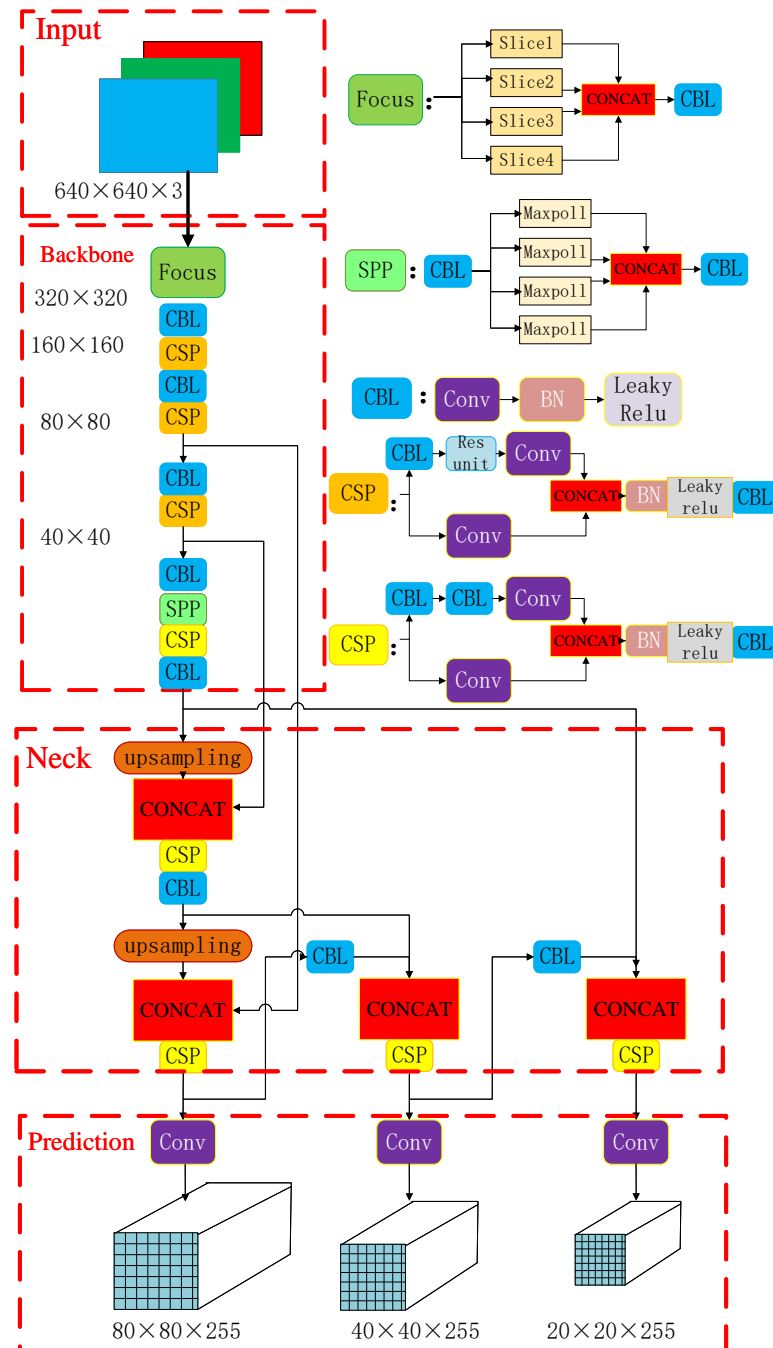 Input
640×640×3
Focus
:
Slice1
Slice2
Slice3
Slice4
CONCAT
CBL
Backbone
Focus
320×320
CBL
160×160
CSP
CBL
80×80
CSP
CBL
CSP
40×40
CBL
SPP
CSP
CBL
SPP
:
CBL
Maxpoll
Maxpoll
Maxpoll
Maxpoll
CONCAT
CBL
CBL
:
Conv
BN
Leaky
Relu
CSP
:
CBL
Res
unit
Conv
Conv
CONCAT
BN
Leaky
relu
CBL
CSP
:
CBL
CBL
Conv
Conv
CONCAT
BN
Leaky
relu
CBL
Neck
upsampling
CONCAT
CSP
CBL
upsampling
CONCAT
CSP
CBL
CONCAT
CSP
CBL
CONCAT
CSP
Prediction
Conv
Conv
Conv
80×80×255
40×40×255
20×20×255